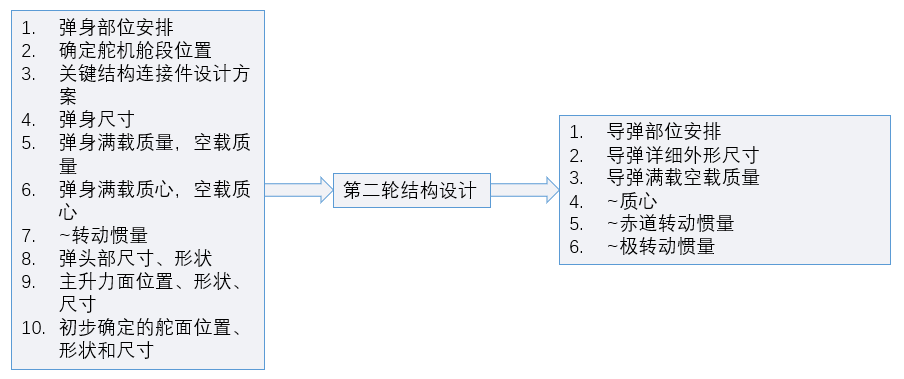 1. 弹身部位安排
2. 确定舵机舱段位置
3. 关键结构连接件设计方
案
4. 弹身尺寸
5. 弹身满载质量，空载质
量
6. 弹身满载质心，空载质
心
7. ~转动惯量
8. 弹头部尺寸、形状
9. 主升力面位置、形状、
尺寸
10. 初步确定的舵面位置、
形状和尺寸
第二轮结构设计
1. 导弹部位安排
2. 导弹详细外形尺寸
3. 导弹满载空载质量
4. ~质心
5. ~赤道转动惯量
6. ~极转动惯量